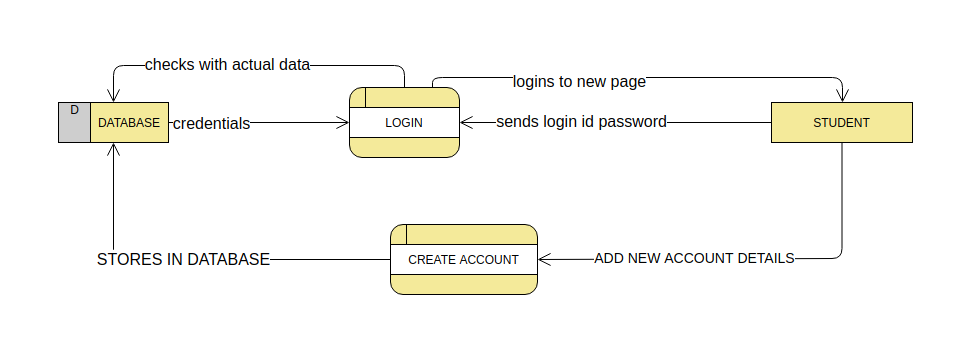 checks with actual data
logins to new page
D
DATABASE
credentials
LOGIN
sends login id password
STUDENT
STORES IN DATABASE
CREATE ACCOUNT
ADD NEW ACCOUNT DETAILS